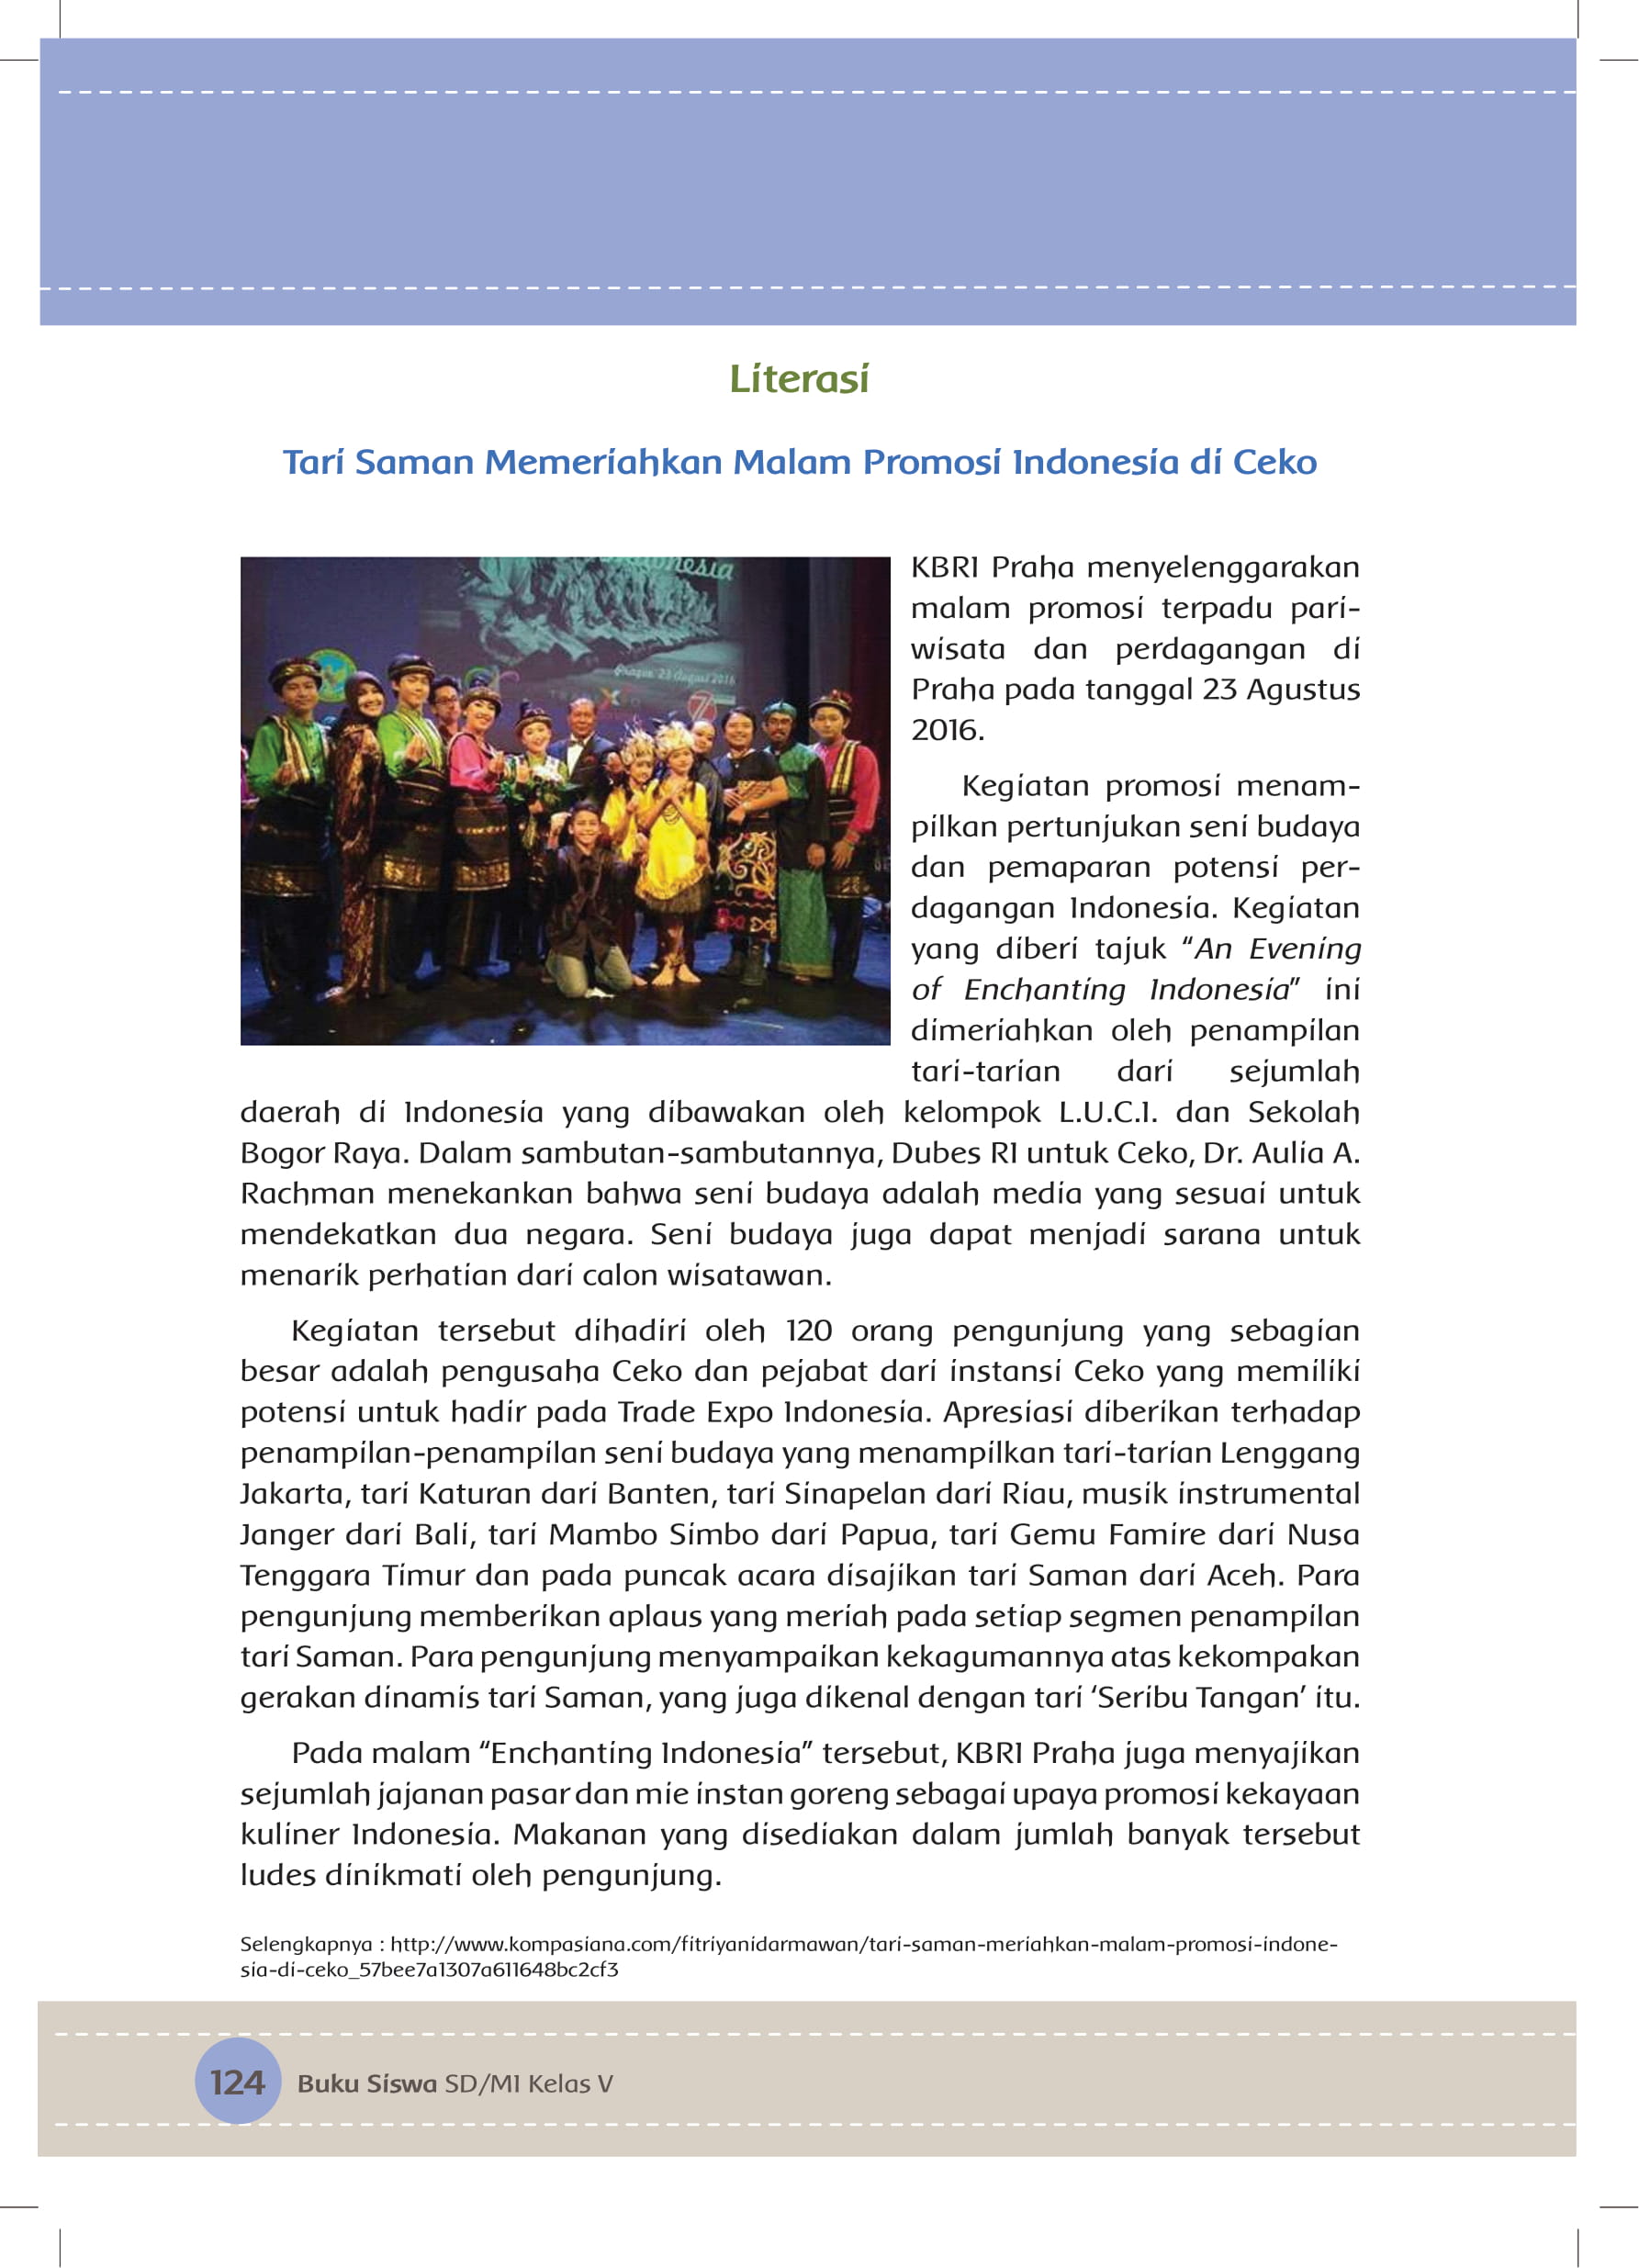 Literasi
Tari Saman Memeriahkan Malam Promosi Indonesia di Ceko
KBRI Praha menyelenggarakan
malam promosi terpadu pari-
wisata dan perdagangan di
Praha pada tanggal 23 Agustus
2016.
Kegiatan promosi menam-
pilkan pertunjukan seni budaya
dan pemaparan potensi per-
dagangan Indonesia. Kegiatan
yang diberi tajuk “An Evening
of Enchanting Indonesia” ini
dimeriahkan oleh penampilan
tari-tarian dari sejumlah
daerah di Indonesia yang dibawakan oleh kelompok L.U.C.I. dan Sekolah
Bogor Raya. Dalam sambutan-sambutannya, Dubes RI untuk Ceko, Dr. Aulia A.
Rachman menekankan bahwa seni budaya adalah media yang sesuai untuk
mendekatkan dua negara. Seni budaya juga dapat menjadi sarana untuk
menarik perhatian dari calon wisatawan.
Kegiatan tersebut dihadiri oleh 120 orang pengunjung yang sebagian
besar adalah pengusaha Ceko dan pejabat dari instansi Ceko yang memiliki
potensi untuk hadir pada Trade Expo Indonesia. Apresiasi diberikan terhadap
penampilan-penampilan seni budaya yang menampilkan tari-tarian Lenggang
Jakarta, tari Katuran dari Banten, tari Sinapelan dari Riau, musik instrumental
Janger dari Bali, tari Mambo Simbo dari Papua, tari Gemu Famire dari Nusa
Tenggara Timur dan pada puncak acara disajikan tari Saman dari Aceh. Para
pengunjung memberikan aplaus yang meriah pada setiap segmen penampilan
tari Saman. Para pengunjung menyampaikan kekagumannya atas kekompakan
gerakan dinamis tari Saman, yang juga dikenal dengan tari ‘Seribu Tangan’ itu.
Pada malam “Enchanting Indonesia” tersebut, KBRI Praha juga menyajikan
sejumlah jajanan pasar dan mie instan goreng sebagai upaya promosi kekayaan
kuliner Indonesia. Makanan yang disediakan dalam jumlah banyak tersebut
ludes dinikmati oleh pengunjung.
Selengkapnya : http://www.kompasiana.com/fitriyanidarmawan/tari-saman-meriahkan-malam-promosi-indone-
sia-di-ceko_57bee7a1307a611648bc2cf3
124 Buku Siswa SD/MI Kelas V